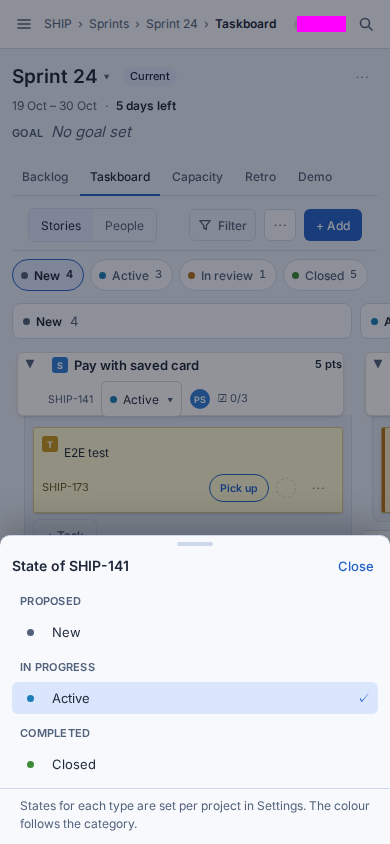 SHIP › Sprints › Sprint 24 › Taskboard
Sprint 24 ▾ Current ···
19 Oct – 30 Oct · 5 days left
GOAL No goal set
Backlog Taskboard Capacity Retro Demo
Stories People Filter ··· + Add
New 4 Active 3 In review 1 Closed 5
New 4 A
▼ S Pay with saved card 5 pts ▼
SHIP-141 Active ▾ PS ☑ 0/3
T E2E test
SHIP-173 Pick up ···
+ Task
State of SHIP-141 Close
PROPOSED
New
IN PROGRESS
Active ✓
COMPLETED
Closed
States for each type are set per project in Settings. The colour
follows the category.